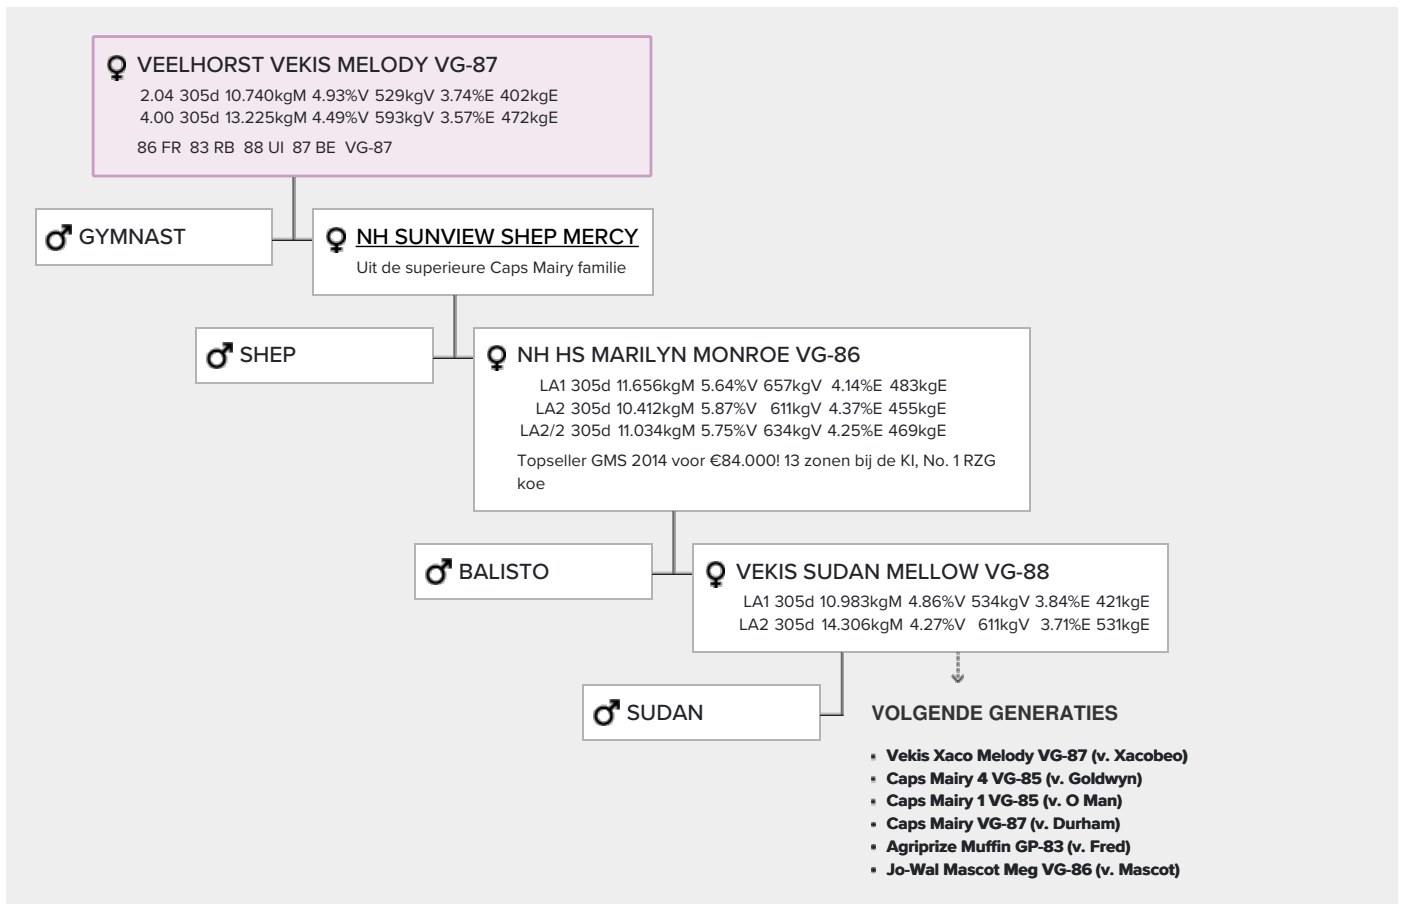 VEELHORST VEKIS MELODY VG-87
2.04 305d 10.740kgM 4.93%V 529kgV 3.74%E 402kgE
4.00 305d 13.225kgM 4.49%V 593kgV 3.57%E 472kgE
86 FR 83 RB 88 UI 87 BE VG-87
GYMNAST
NH SUNVIEW SHEP MERCY
Uit de superieure Caps Mairy familie
SHEP
NH HS MARILYN MONROE VG-86
LA1 305d 11.656kgM 5.64%V 657kgV 4.14%E 483kgE
LA2 305d 10.412kgM 5.87%V 611kgV 4.37%E 455kgE
LA2/2 305d 11.034kgM 5.75%V 634kgV 4.25%E 469kgE
Topseller GMS 2014 voor €84.000! 13 zonen bij de KI, No. 1 RZG
koe
BALISTO
VEKIS SUDAN MELLOW VG-88
LA1 305d 10.983kgM 4.86%V 534kgV 3.84%E 421kgE
LA2 305d 14.306kgM 4.27%V 611kgV 3.71%E 531kgE
SUDAN
VOLGENDE GENERATIES
Vekis Xaco Melody VG-87 (v. Xacobeo)
Caps Mairy 4 VG-85 (v. Goldwyn)
Caps Mairy 1 VG-85 (v. O Man)
Caps Mairy VG-87 (v. Durham)
Agriprize Muffin GP-83 (v. Fred)
Jo-Wal Mascot Meg VG-86 (v. Mascot)